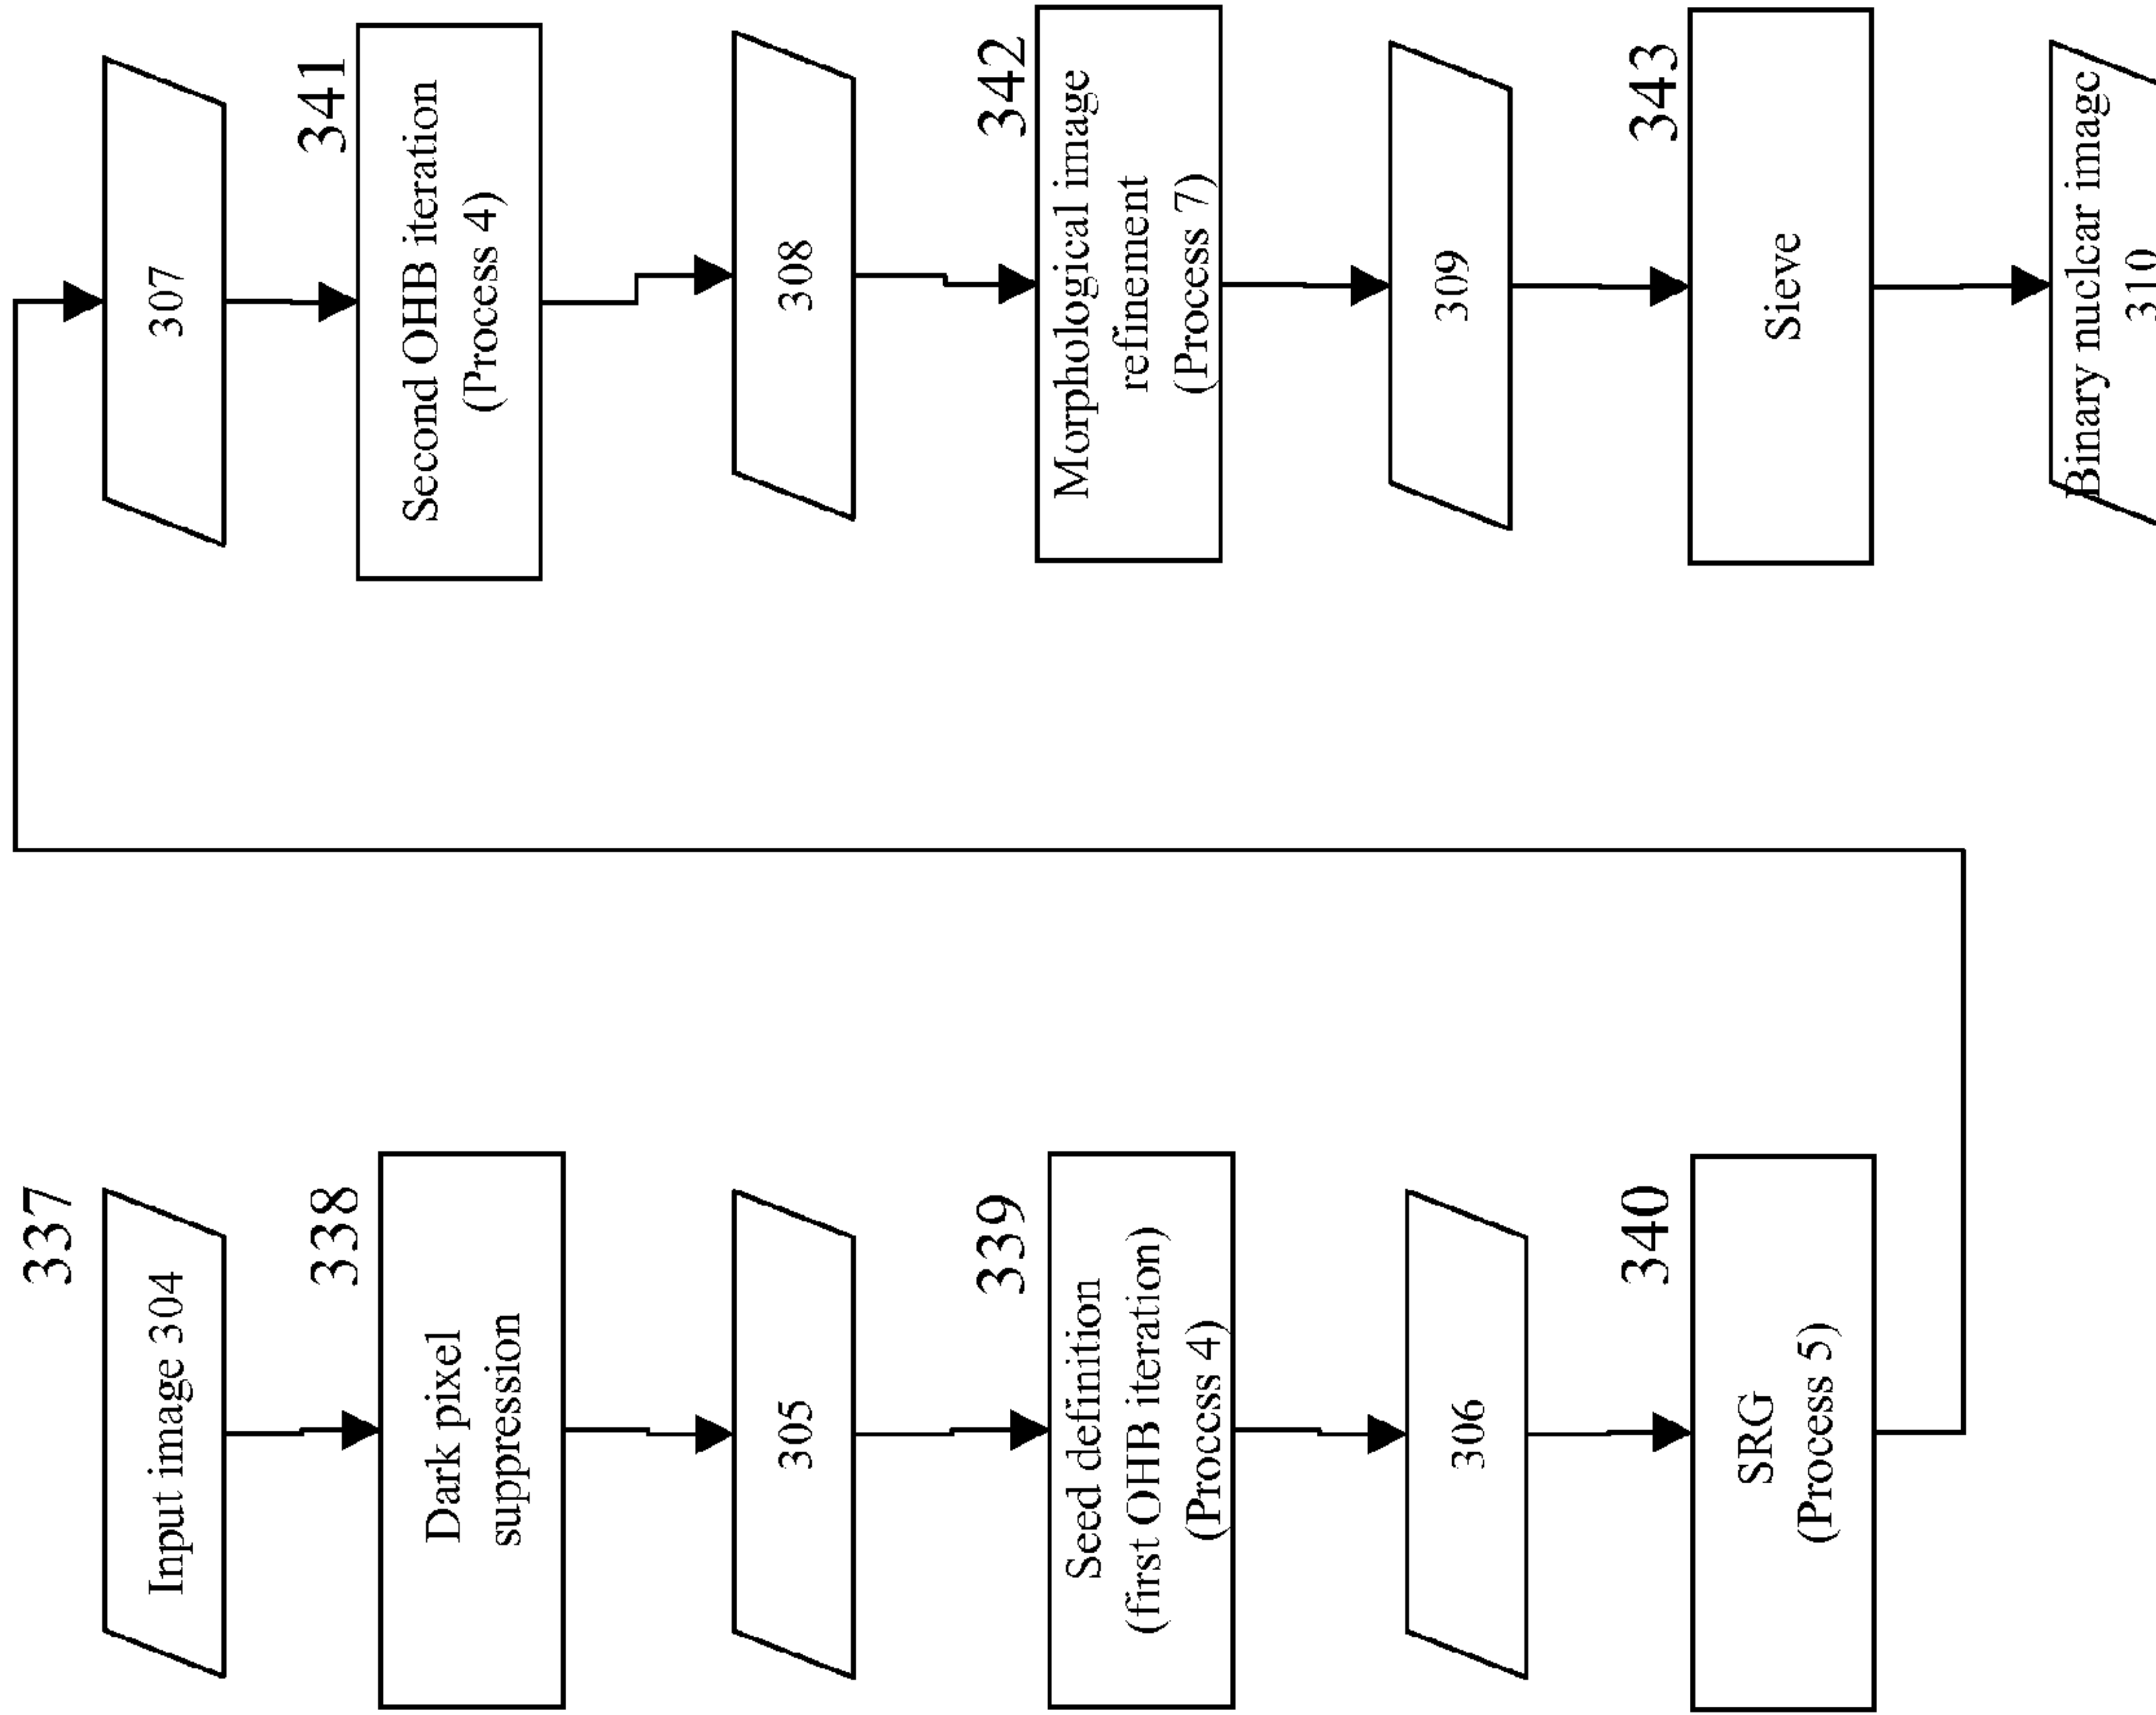 337
Input image 304
338
Dark pixel
suppression
305
339
Seed definition
(first OHB iteration)
(Process 4)
306
340
SRG
(Process 5)
307
341
Second OHB iteration
(Process 4)
308
342
Morphological image
refinement
(Process 7)
309
343
Sieve
Binary nuclear image
310